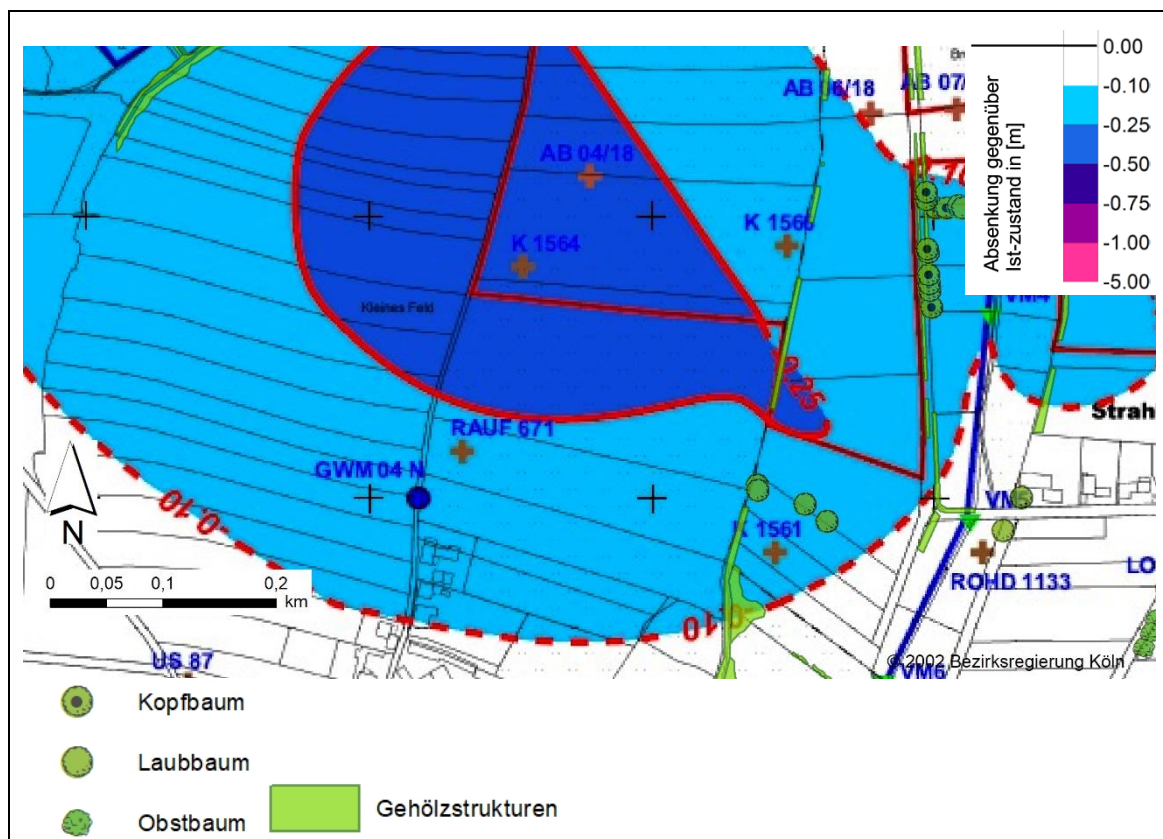 0.00
-0.10
-0.25
-0.50
-0.75
-1.00
-5.00
Absenkung gegenüber
Ist-zustand in [m]
AB 06/18
AB 07/
AB 04/18
K 1566
K 1564
Kleines Feld
VM4
-0,25
Strah
RAUF 671
GWM 04 N
-0,10
VM5
K 1561
N
0 0,05 0,1 0,2
km
ROHD 1133
LO
-0,10
US 87
© 2002 Bezirksregierung Köln
VM6
Kopfbaum
Laubbaum
Obstbaum
Gehölzstrukturen